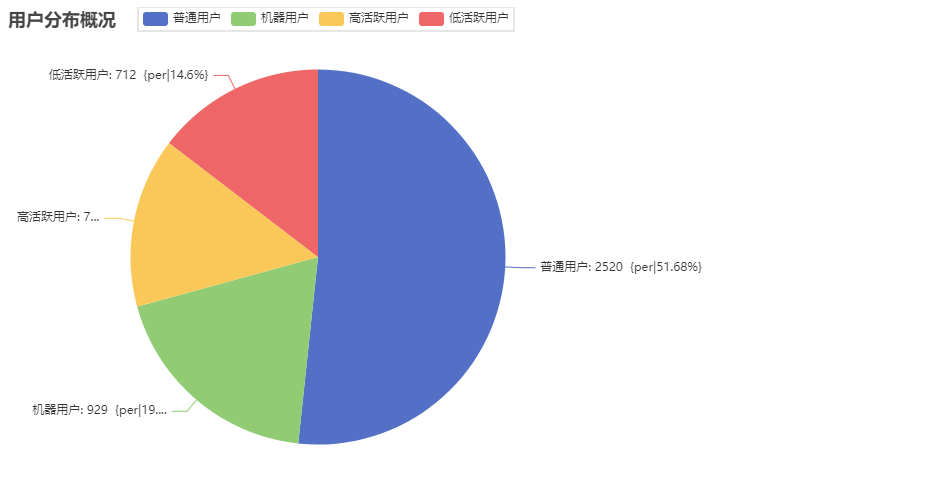 用户分布概况
普通用户 机器用户 高活跃用户 低活跃用户
低活跃用户: 712 {per|14.6%}
高活跃用户: 7...
普通用户: 2520 {per|51.68%}
机器用户: 929 {per|19....